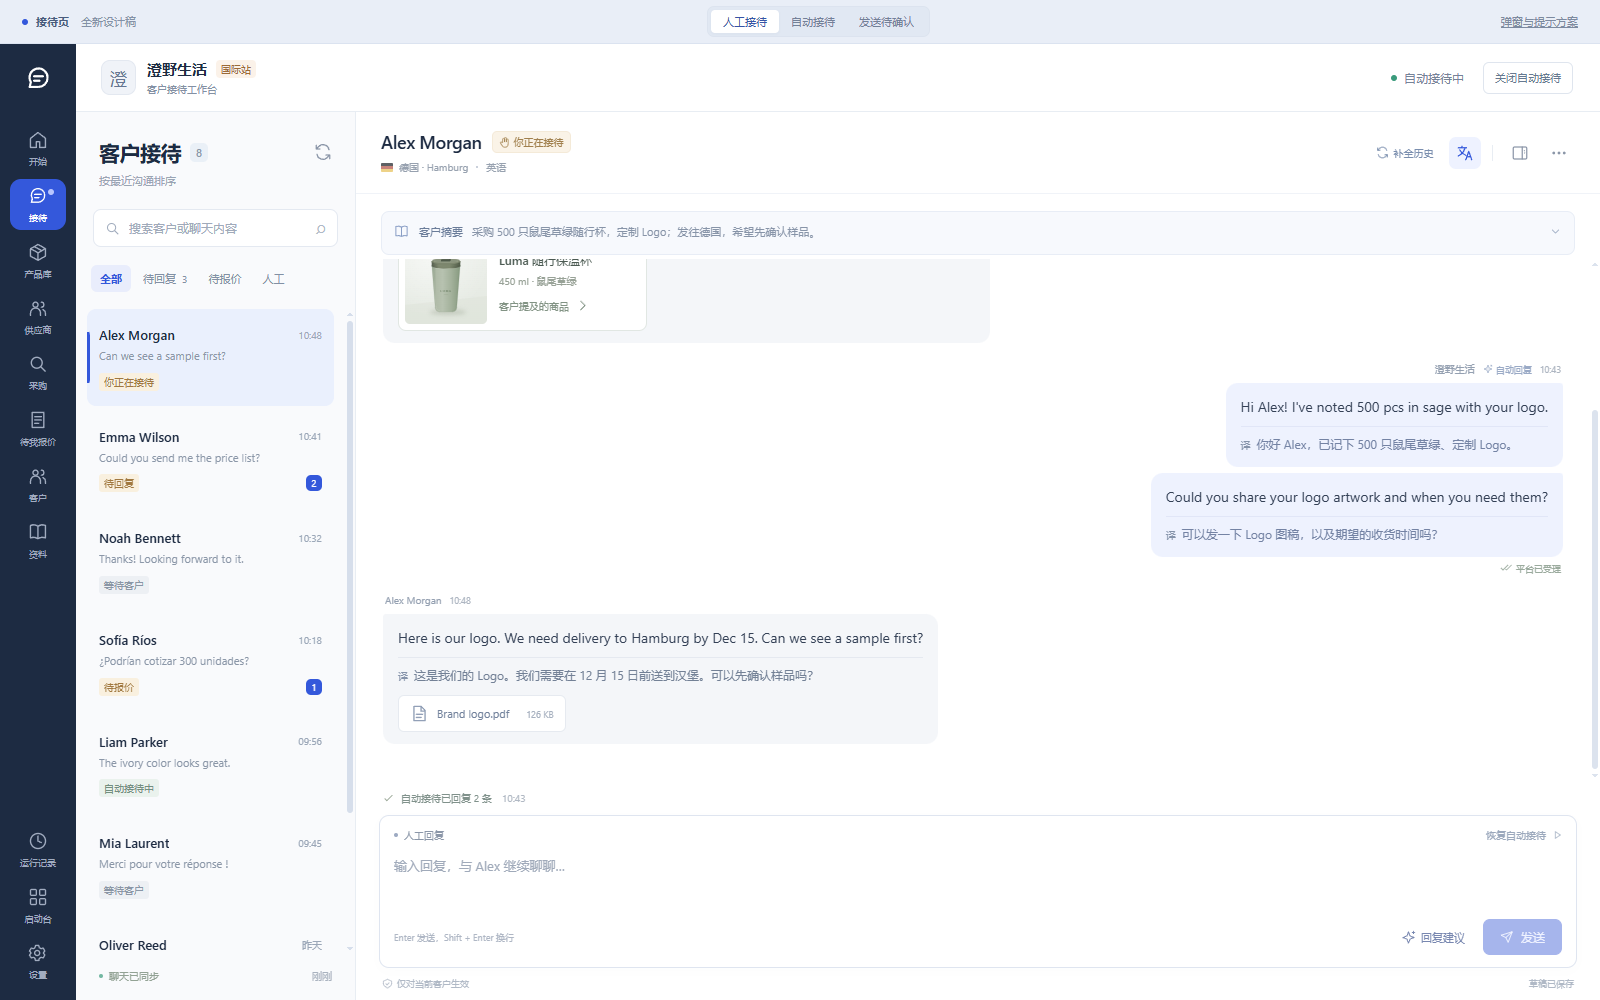 接待页 全新设计稿
人工接待 自动接待 发送待确认
弹窗与提示方案
澄
澄野生活 国际站
客户接待工作台
自动接待中 关闭自动接待
开始
接待
产品库
供应商
采购
待我报价
客户
资料
运行记录
启动台
设置
客户接待 8
按最近沟通排序
搜索客户或聊天内容
全部 待回复 3 待报价 人工
Alex Morgan 10:48
Can we see a sample first?
你正在接待
Emma Wilson 10:41
Could you send me the price list?
待回复 2
Noah Bennett 10:32
Thanks! Looking forward to it.
等待客户
Sofía Ríos 10:18
¿Podrían cotizar 300 unidades?
待报价 1
Liam Parker 09:56
The ivory color looks great.
自动接待中
Mia Laurent 09:45
Merci pour votre réponse !
等待客户
Oliver Reed 昨天
聊天已同步 刚刚
Alex Morgan 你正在接待
德国 · Hamburg · 英语
补全历史
客户摘要 采购 500 只鼠尾草绿随行杯，定制 Logo；发往德国，希望先确认样品。
Luma 随行保温杯
450 ml · 鼠尾草绿
客户提及的商品
澄野生活 自动回复 10:43
Hi Alex! I've noted 500 pcs in sage with your logo.
译 你好 Alex，已记下 500 只鼠尾草绿、定制 Logo。
Could you share your logo artwork and when you need them?
译 可以发一下 Logo 图稿，以及期望的收货时间吗？
平台已受理
Alex Morgan 10:48
Here is our logo. We need delivery to Hamburg by Dec 15. Can we see a sample first?
译 这是我们的 Logo。我们需要在 12 月 15 日前送到汉堡。可以先确认样品吗？
Brand logo.pdf 126 KB
自动接待已回复 2 条 10:43
人工回复 恢复自动接待
输入回复，与 Alex 继续聊聊...
Enter 发送，Shift + Enter 换行
回复建议 发送
仅对当前客户生效 草稿已保存